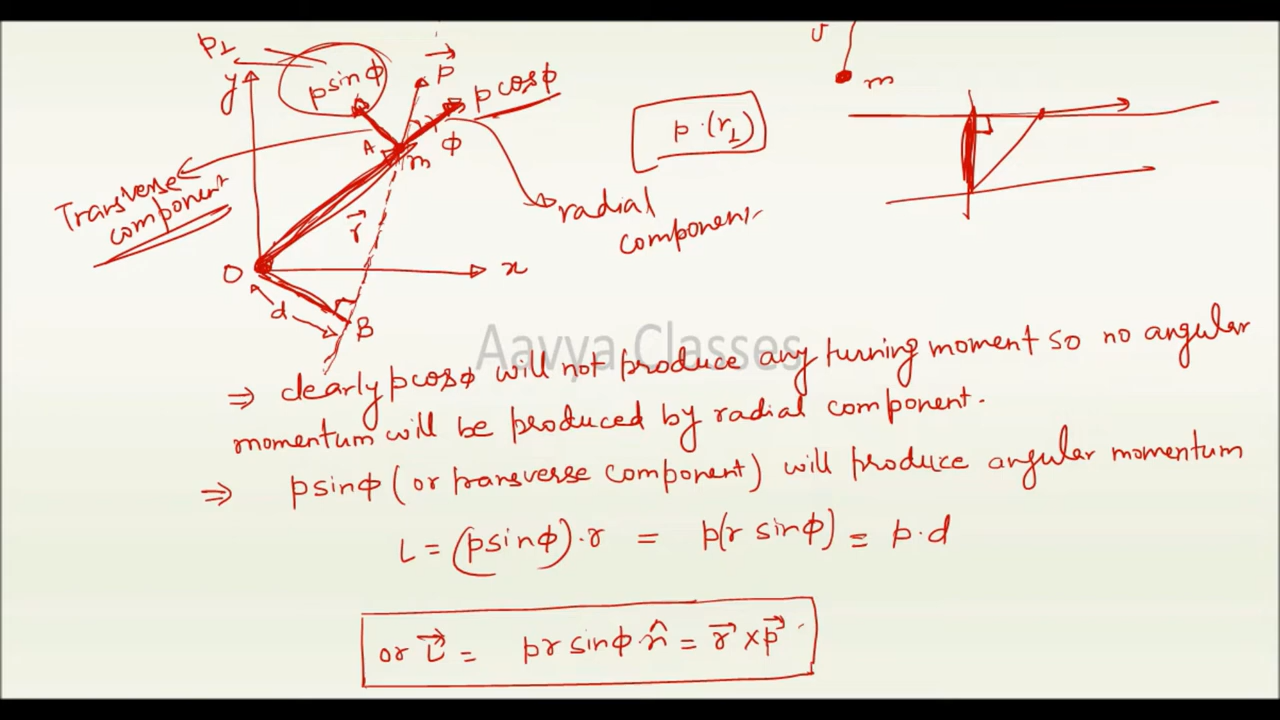 p⊥
y
psinφ
p⃗
pcosφ
φ
A
m
Transverse
component
r⃗
radial
component
O
x
d
B
v
m
p·(r⊥)
Aavya Classes
⇒ clearly pcosφ will not produce any turning moment so no angular
momentum will be produced by radial component.
⇒ psinφ (or transverse component) will produce angular momentum
L = (psinφ)·r = p(r sinφ) = p·d
or L⃗ = pr sinφ·n̂ = r⃗ × p⃗